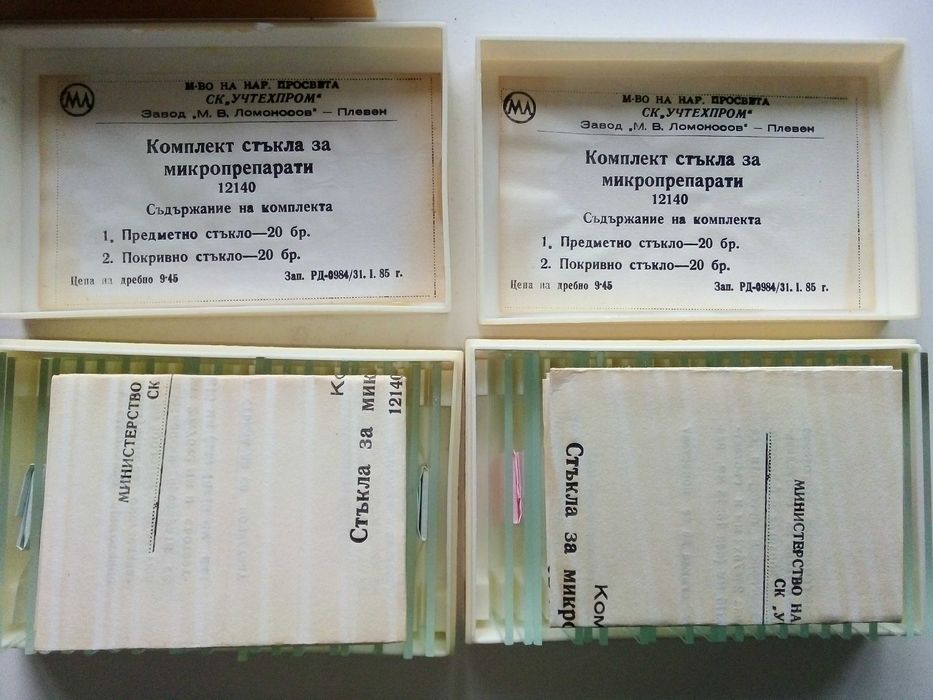 М-ВО НА НАР. ПРОСВЕТА
СК„УЧТЕХПРОМ"
Завод „М. В. Ломоносов" — Плевен
Комплект стъкла за
микропрепарати
12140
Съдържание на комплекта
1. Предметно стъкло—20 бр.
2. Покривно стъкло—20 бр.
Цена на дребно 9·45 Зап. РД-0984/31. I. 85 г.
М-ВО НА НАР. ПРОСВЕТА
СК„УЧТЕХПРОМ"
Завод „М. В. Ломоносов" — Плевен
Комплект стъкла за
микропрепарати
12140
Съдържание на комплекта
1. Предметно стъкло—20 бр.
2. Покривно стъкло—20 бр.
Цена на дребно 9·45 Зап. РД-0984/31. I. 85 г.
МИНИСТЕРСТВО
СК
Ко
Стъкла за мик
12140
МИНИСТЕРСТВО НА
СК „У
Ком
Стъкла за микро